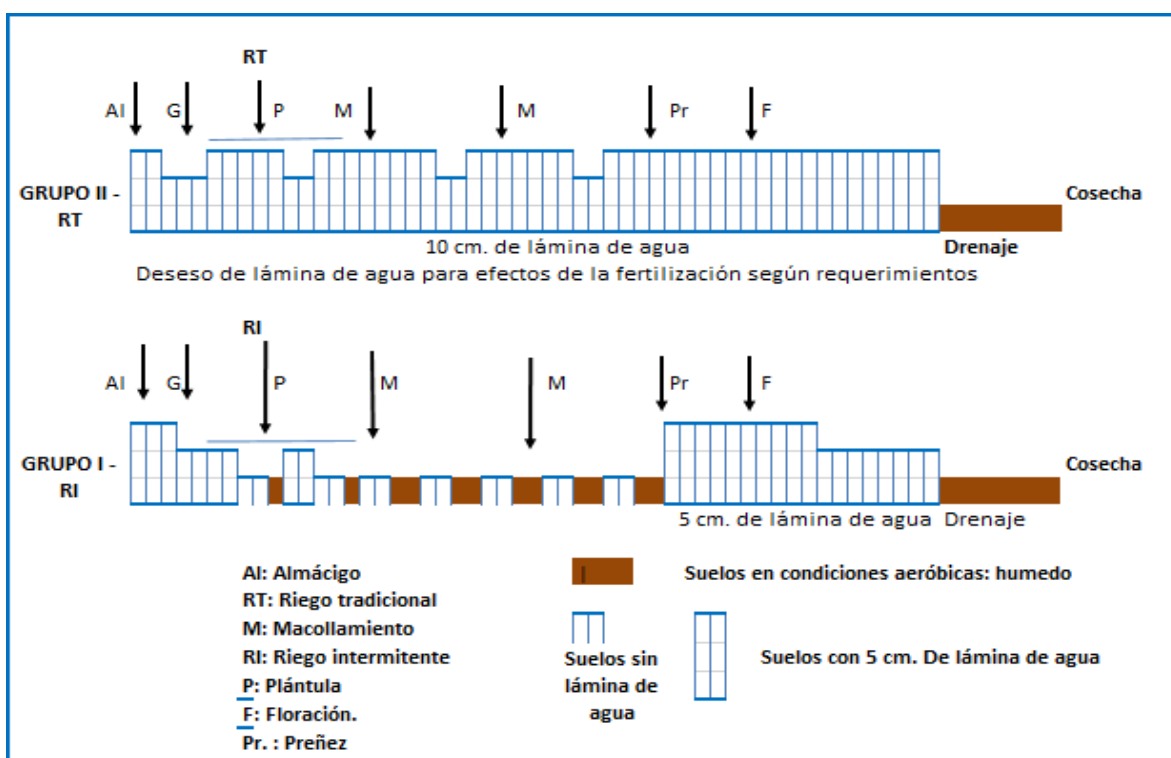 RT
Al G P M M Pr F
GRUPO II -
RT
Cosecha
10 cm. de lámina de agua
Drenaje
Deseso de lámina de agua para efectos de la fertilización según requerimientos
RI
Al G P M M Pr F
GRUPO I -
RI
Cosecha
5 cm. de lámina de agua Drenaje
Al: Almácigo
RT: Riego tradicional
M: Macollamiento
RI: Riego intermitente
P: Plántula
F: Floración.
Pr. : Preñez
Suelos en condiciones aeróbicas: humedo
Suelos sin
lámina de
agua
Suelos con 5 cm. De lámina de agua